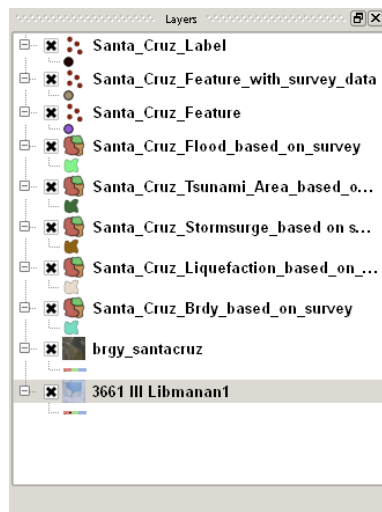 Layers
Santa_Cruz_Label
Santa_Cruz_Feature_with_survey_data
Santa_Cruz_Feature
Santa_Cruz_Flood_based_on_survey
Santa_Cruz_Tsunami_Area_based_o...
Santa_Cruz_Stormsurge_based on s...
Santa_Cruz_Liquefaction_based_on_...
Santa_Cruz_Brdy_based_on_survey
brgy_santacruz
3661 III Libmanan1